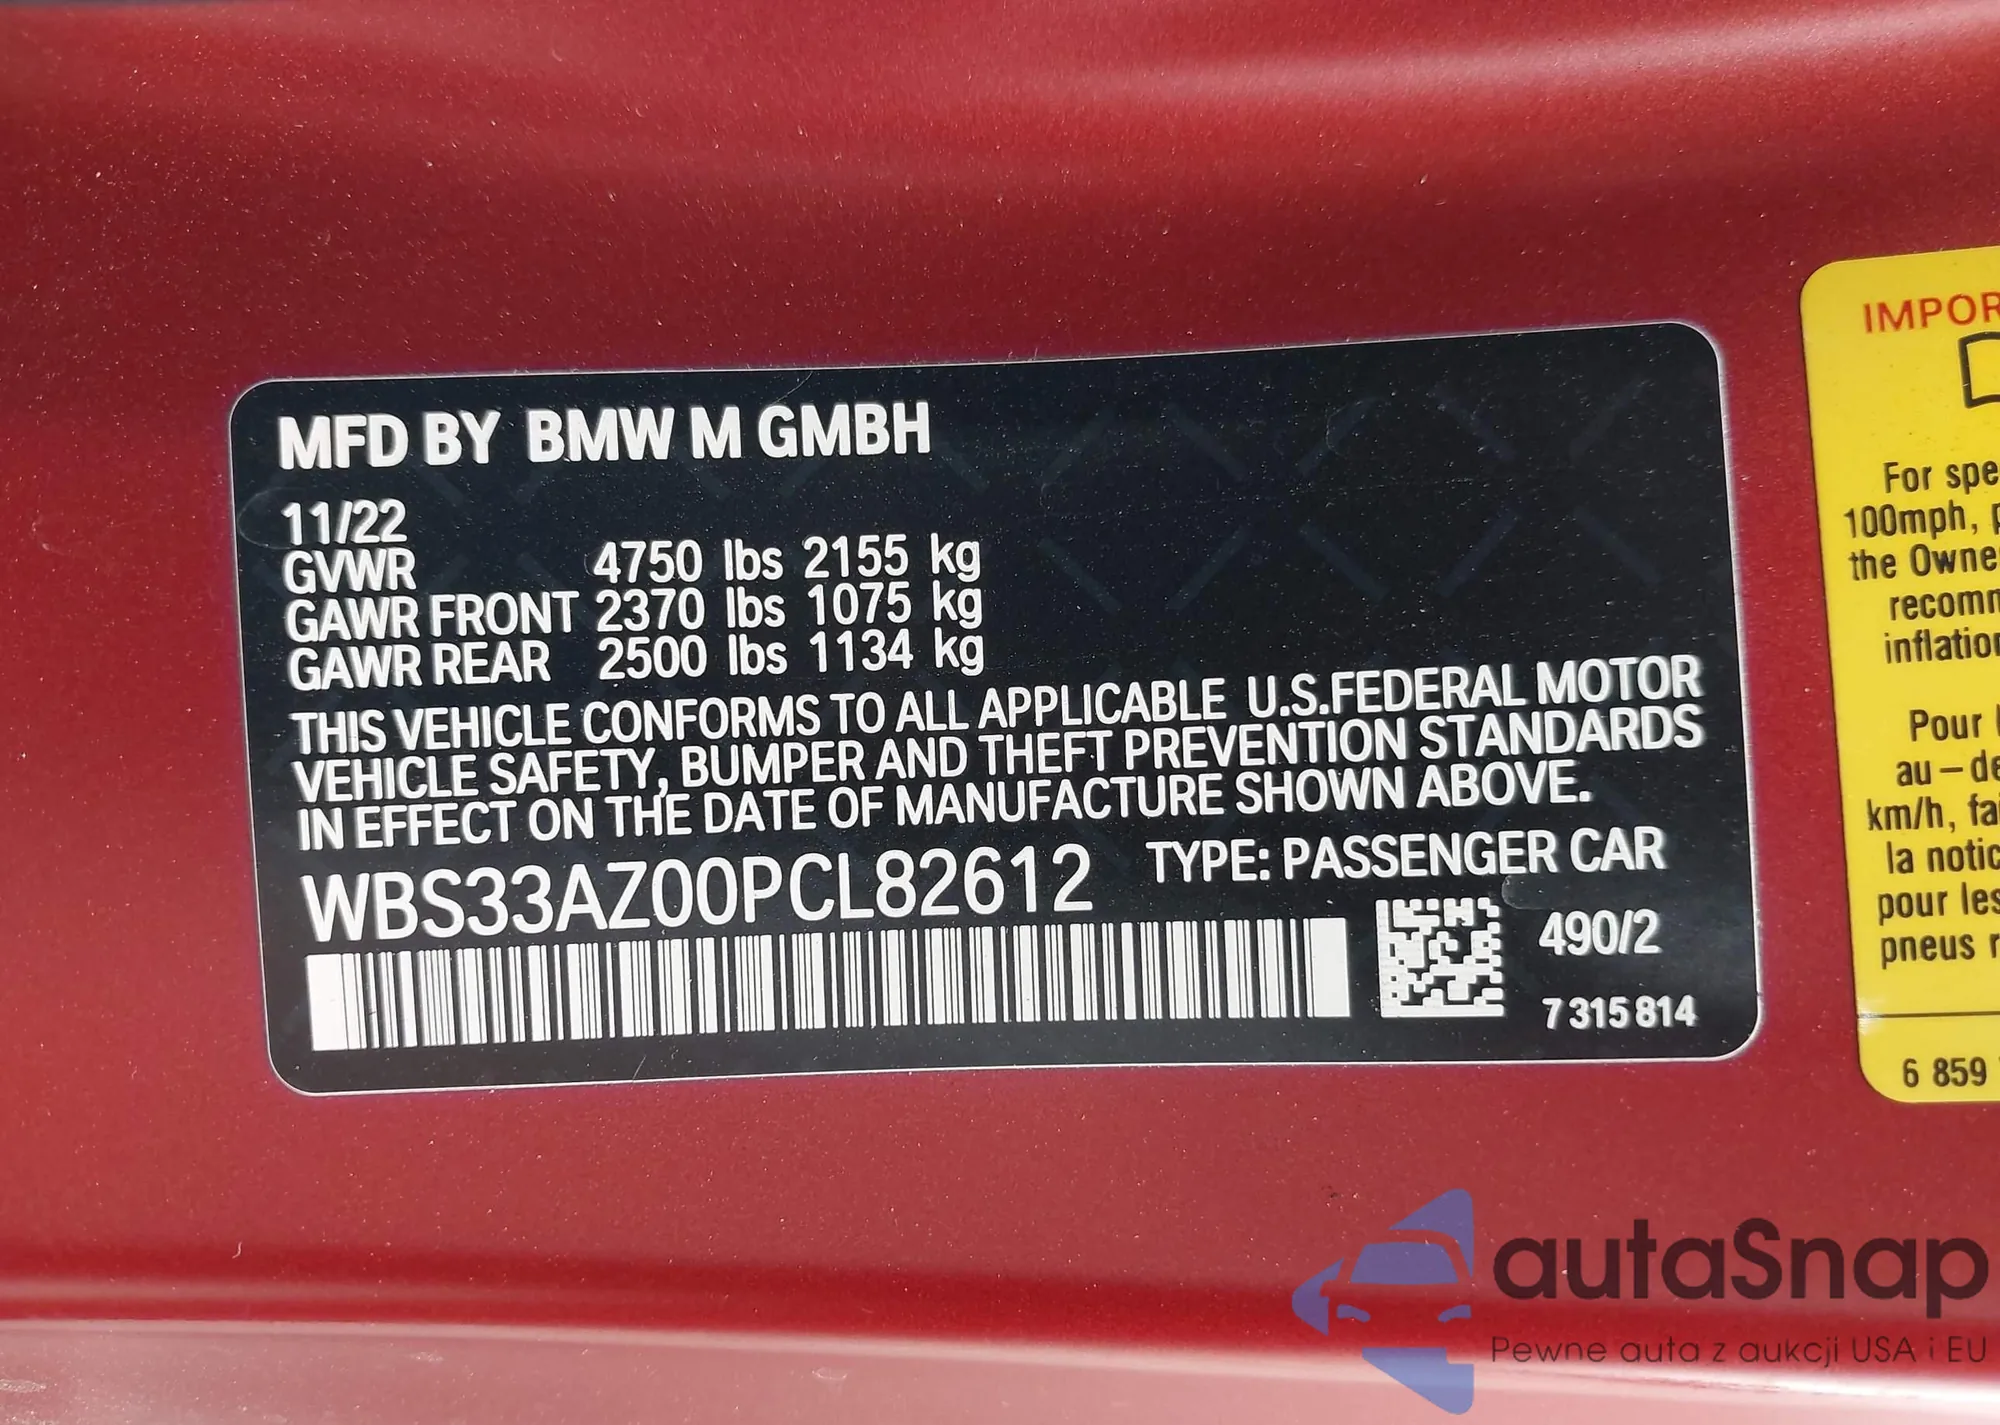 MFD BY BMW M GMBH
11/22
GVWR 4750 lbs 2155 kg
GAWR FRONT 2370 lbs 1075 kg
GAWR REAR 2500 lbs 1134 kg
THIS VEHICLE CONFORMS TO ALL APPLICABLE U.S.FEDERAL MOTOR
VEHICLE SAFETY, BUMPER AND THEFT PREVENTION STANDARDS
IN EFFECT ON THE DATE OF MANUFACTURE SHOWN ABOVE.
WBS33AZ00PCL82612 TYPE: PASSENGER CAR
490/2
7 315 814
IMPOR
For spe
100mph, p
the Owne
recomm
inflation
Pour l
au-de
km/h, fai
la notic
pour les
pneus r
6 859
autaSnap
Pewne auta z aukcji USA i EU